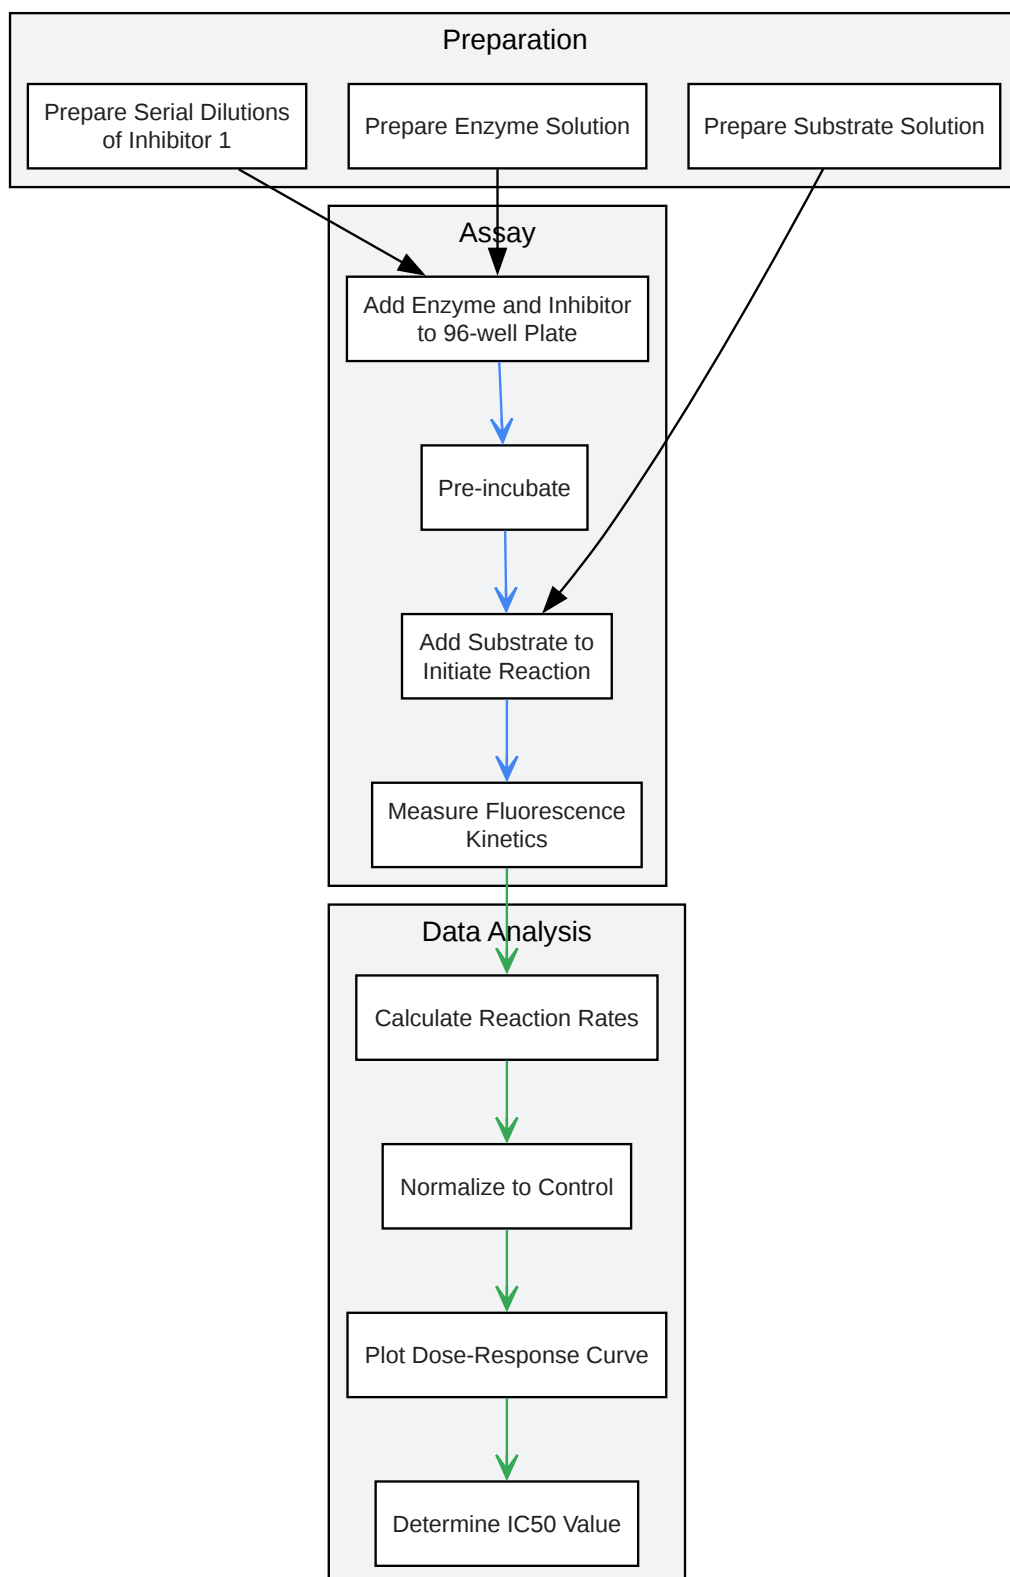 Preparation
Prepare Serial Dilutions
of Inhibitor 1
Prepare Enzyme Solution
Prepare Substrate Solution
Assay
Add Enzyme and Inhibitor
to 96-well Plate
Pre-incubate
Add Substrate to
Initiate Reaction
Measure Fluorescence
Kinetics
Data Analysis
Calculate Reaction Rates
Normalize to Control
Plot Dose-Response Curve
Determine IC50 Value